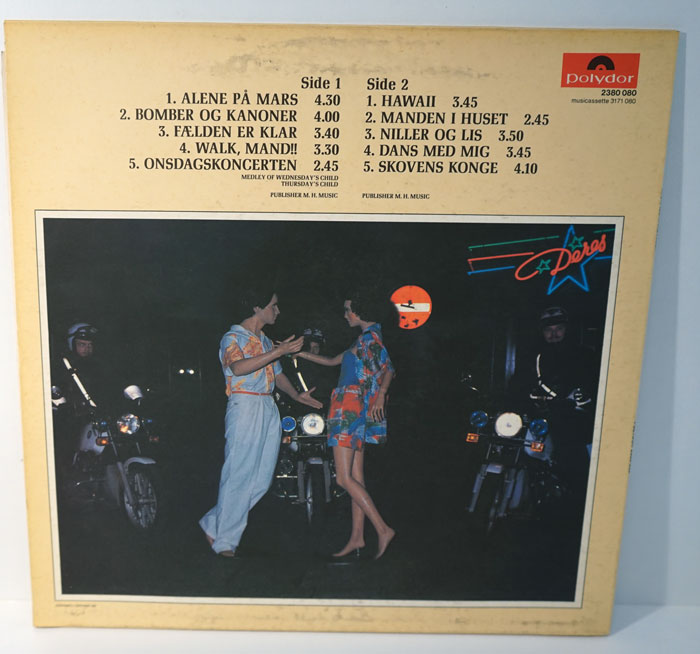 Side 1
1. ALENE PÅ MARS 4.30
2. BOMBER OG KANONER 4.00
3. FÆLDEN ER KLAR 3.40
4. WALK, MAND!! 3.30
5. ONSDAGSKONCERTEN 2.45
MEDLEY OF WEDNESDAY'S CHILD
THURSDAY'S CHILD
PUBLISHER M. H. MUSIC
Side 2
1. HAWAII 3.45
2. MANDEN I HUSET 2.45
3. NILLER OG LIS 3.50
4. DANS MED MIG 3.45
5. SKOVENS KONGE 4.10
PUBLISHER M. H. MUSIC
polydor
2380 080
musicassette 3171 080
Deres